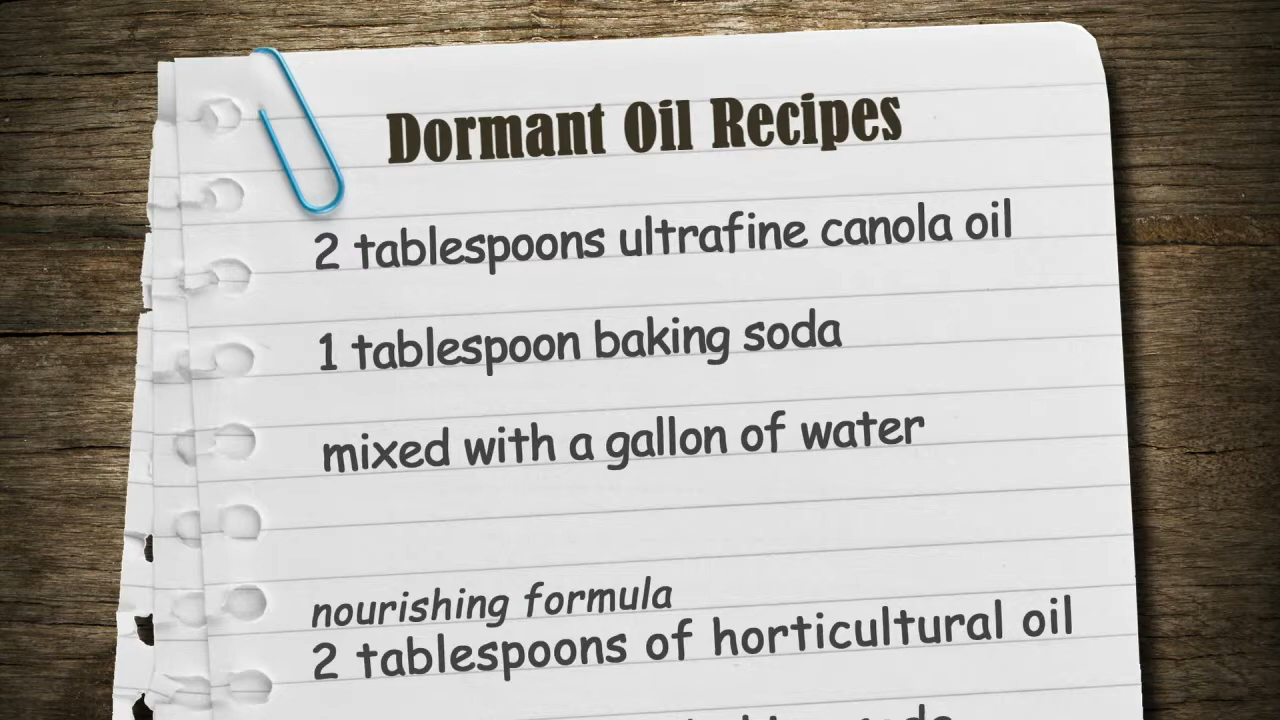 Dormant Oil Recipes
2 tablespoons ultrafine canola oil
1 tablespoon baking soda
mixed with a gallon of water
nourishing formula
2 tablespoons of horticultural oil